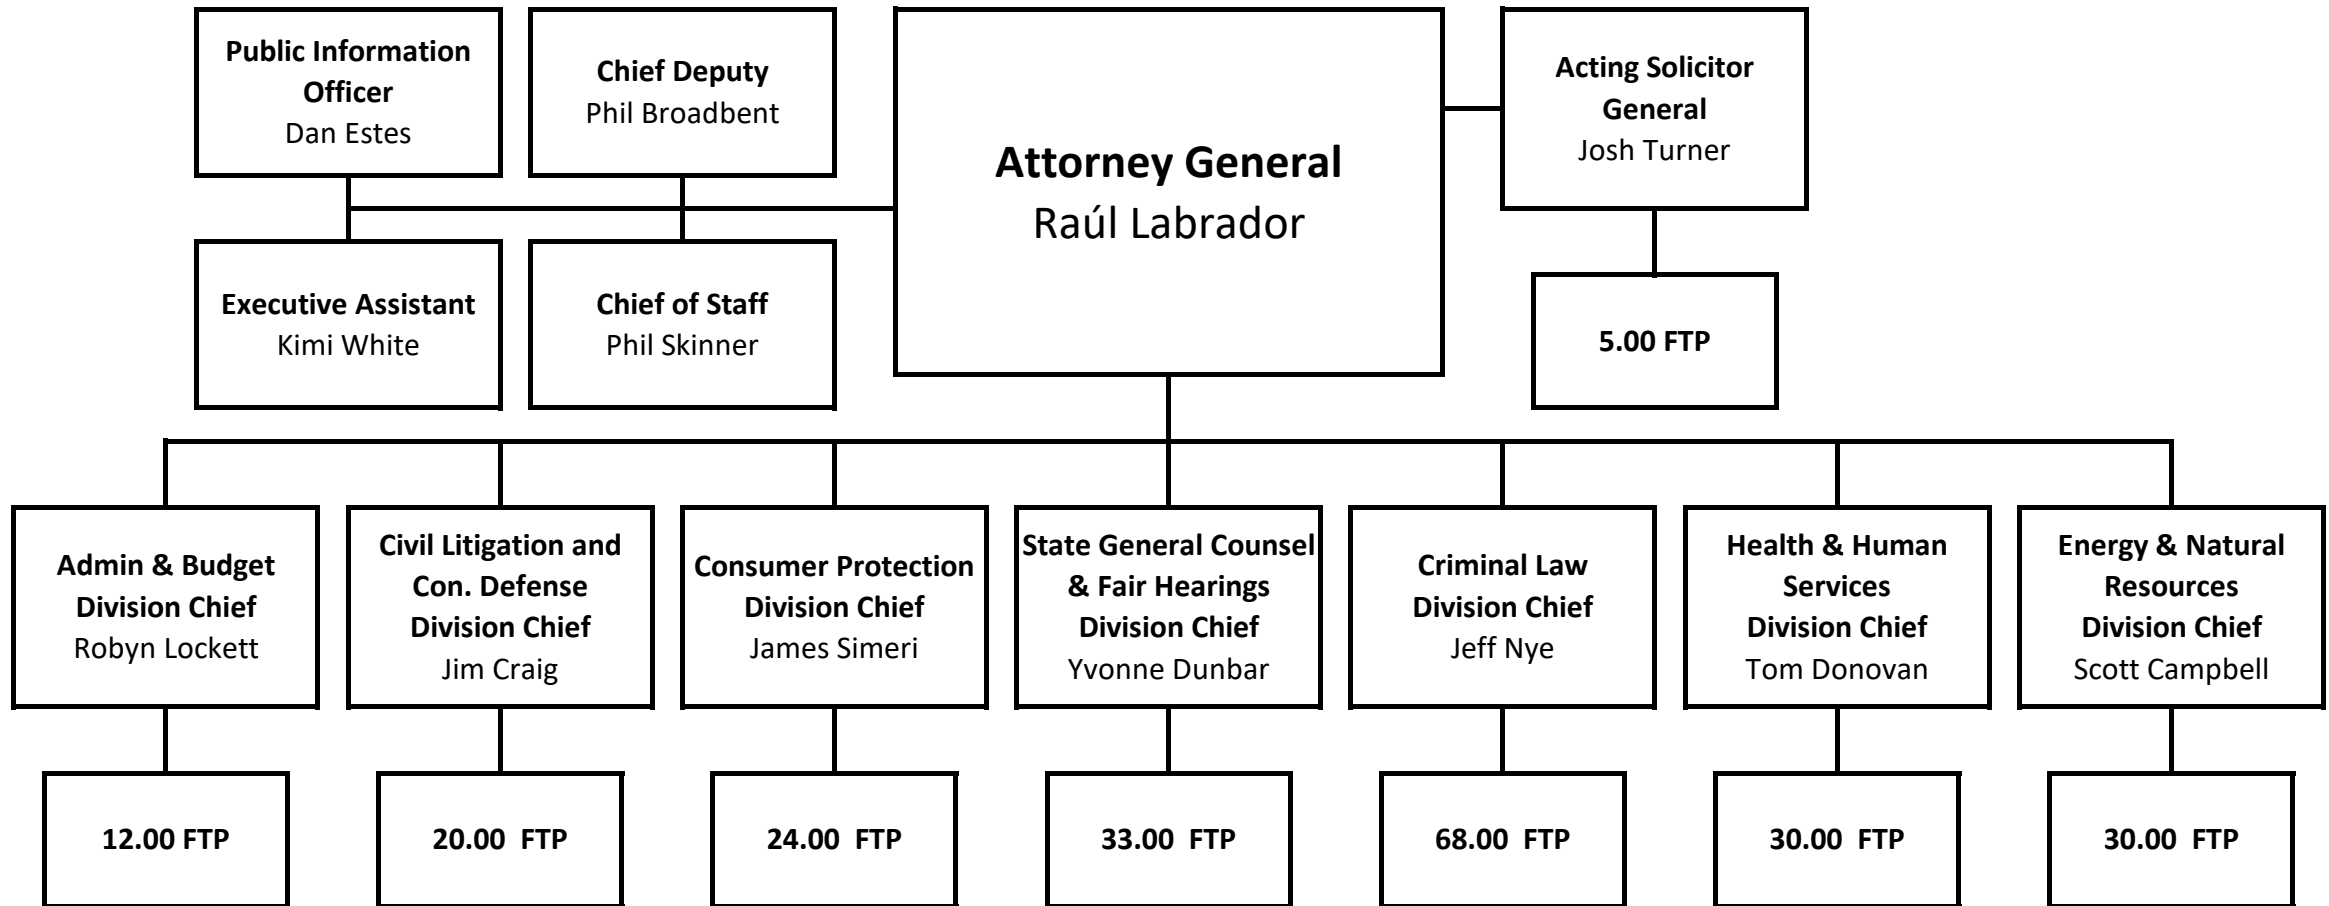 Public Information
Officer
Dan Estes
Chief Deputy
Phil Broadbent
Attorney General
Raúl Labrador
Acting Solicitor
General
Josh Turner
Executive Assistant
Kimi White
Chief of Staff
Phil Skinner
5.00 FTP
Admin & Budget
Division Chief
Robyn Lockett
Civil Litigation and
Con. Defense
Division Chief
Jim Craig
Consumer Protection
Division Chief
James Simeri
State General Counsel
& Fair Hearings
Division Chief
Yvonne Dunbar
Criminal Law
Division Chief
Jeff Nye
Health & Human
Services
Division Chief
Tom Donovan
Energy & Natural
Resources
Division Chief
Scott Campbell
12.00 FTP
20.00 FTP
24.00 FTP
33.00 FTP
68.00 FTP
30.00 FTP
30.00 FTP